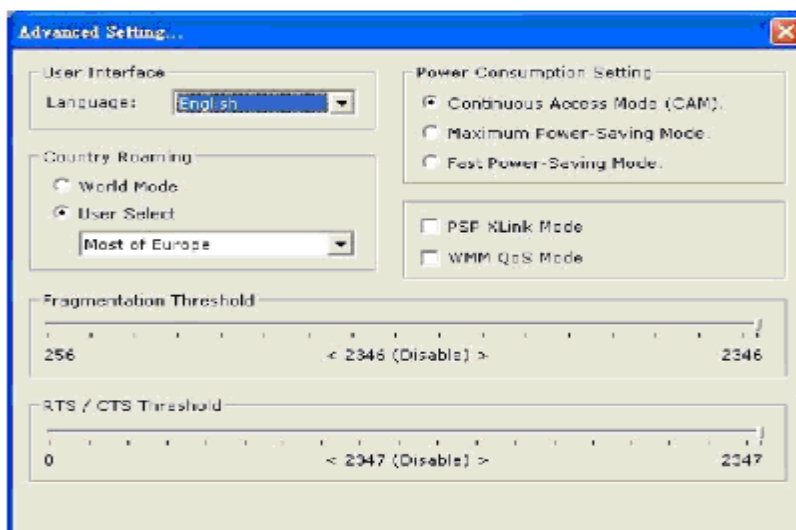 Advanced Setting...
User Interface
Language: English
Country Roaming
World Mode
User Select
Most of Europe
Power Consumption Setting
Continuous Access Mode (CAM).
Maximum Power-Saving Mode.
Fast Power-Saving Mode.
PSP XLink Mode
WMM QoS Mode
Fragmentation Threshold
256 < 2346 (Disable) > 2346
RTS / CTS Threshold
0 < 2347 (Disable) > 2347